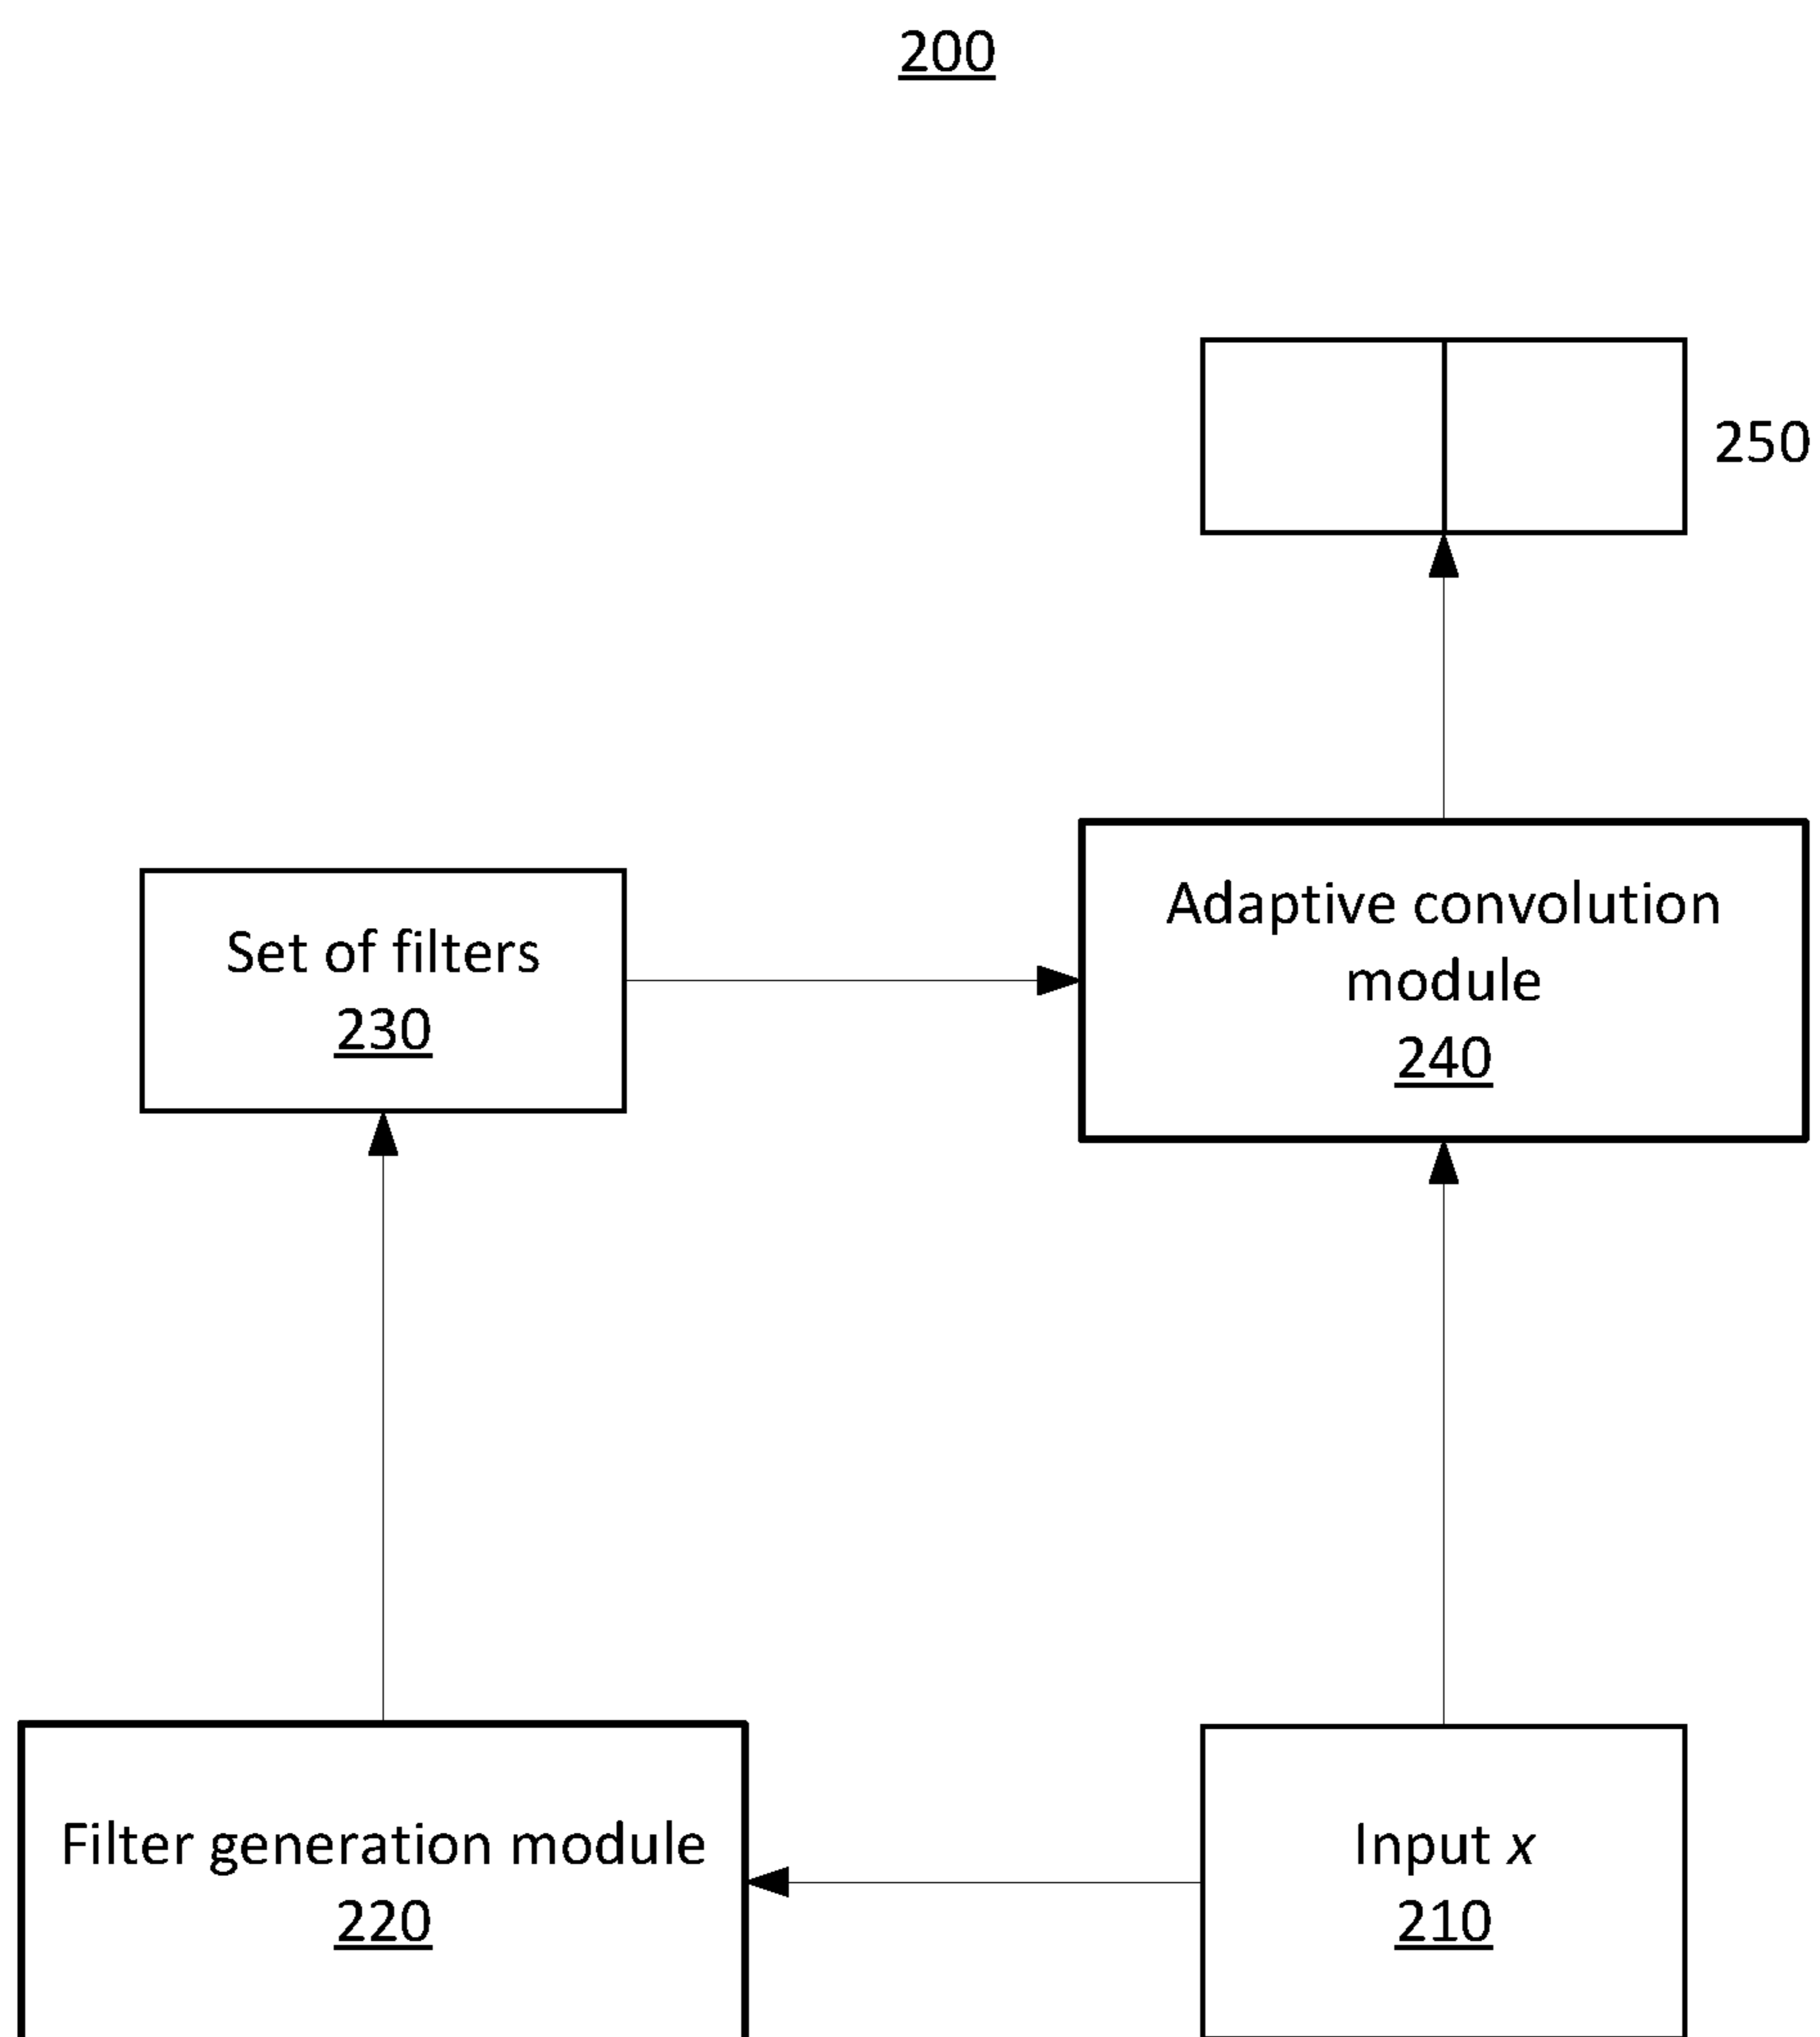 200
250
Set of filters
230
Adaptive convolution
module
240
Filter generation module
220
Input x
210